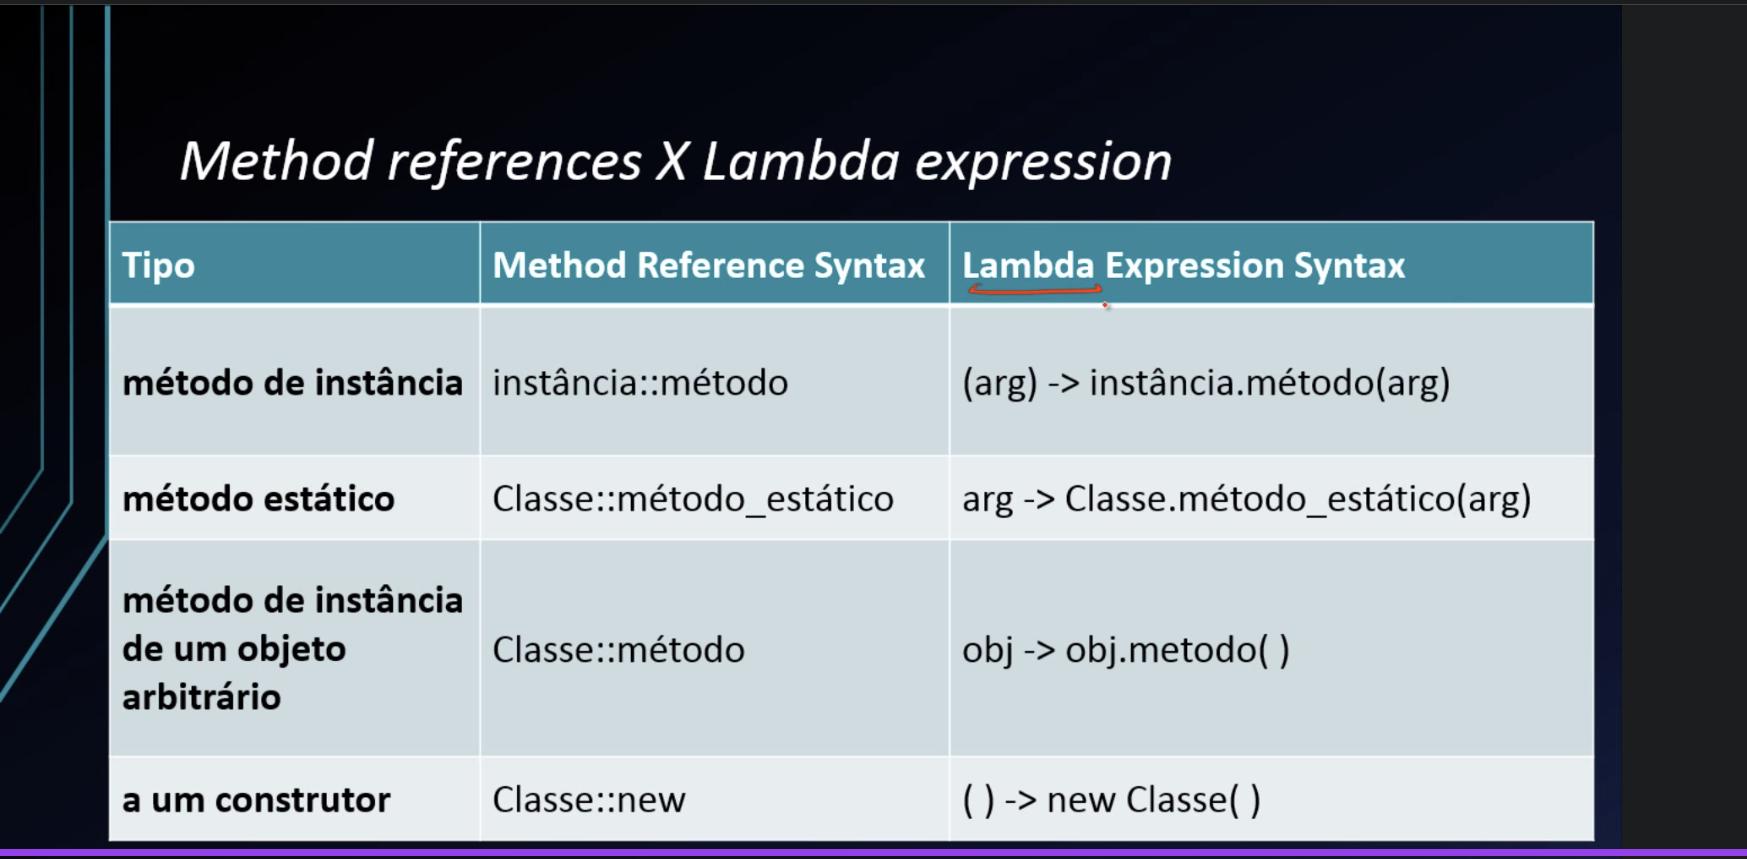 Method references X Lambda expression
Tipo
Method Reference Syntax
Lambda Expression Syntax
método de instância
instância::método
(arg) -> instância.método(arg)
método estático
Classe::método_estático
arg -> Classe.método_estático(arg)
método de instância
de um objeto
arbitrário
Classe::método
obj -> obj.metodo( )
a um construtor
Classe::new
( ) -> new Classe( )